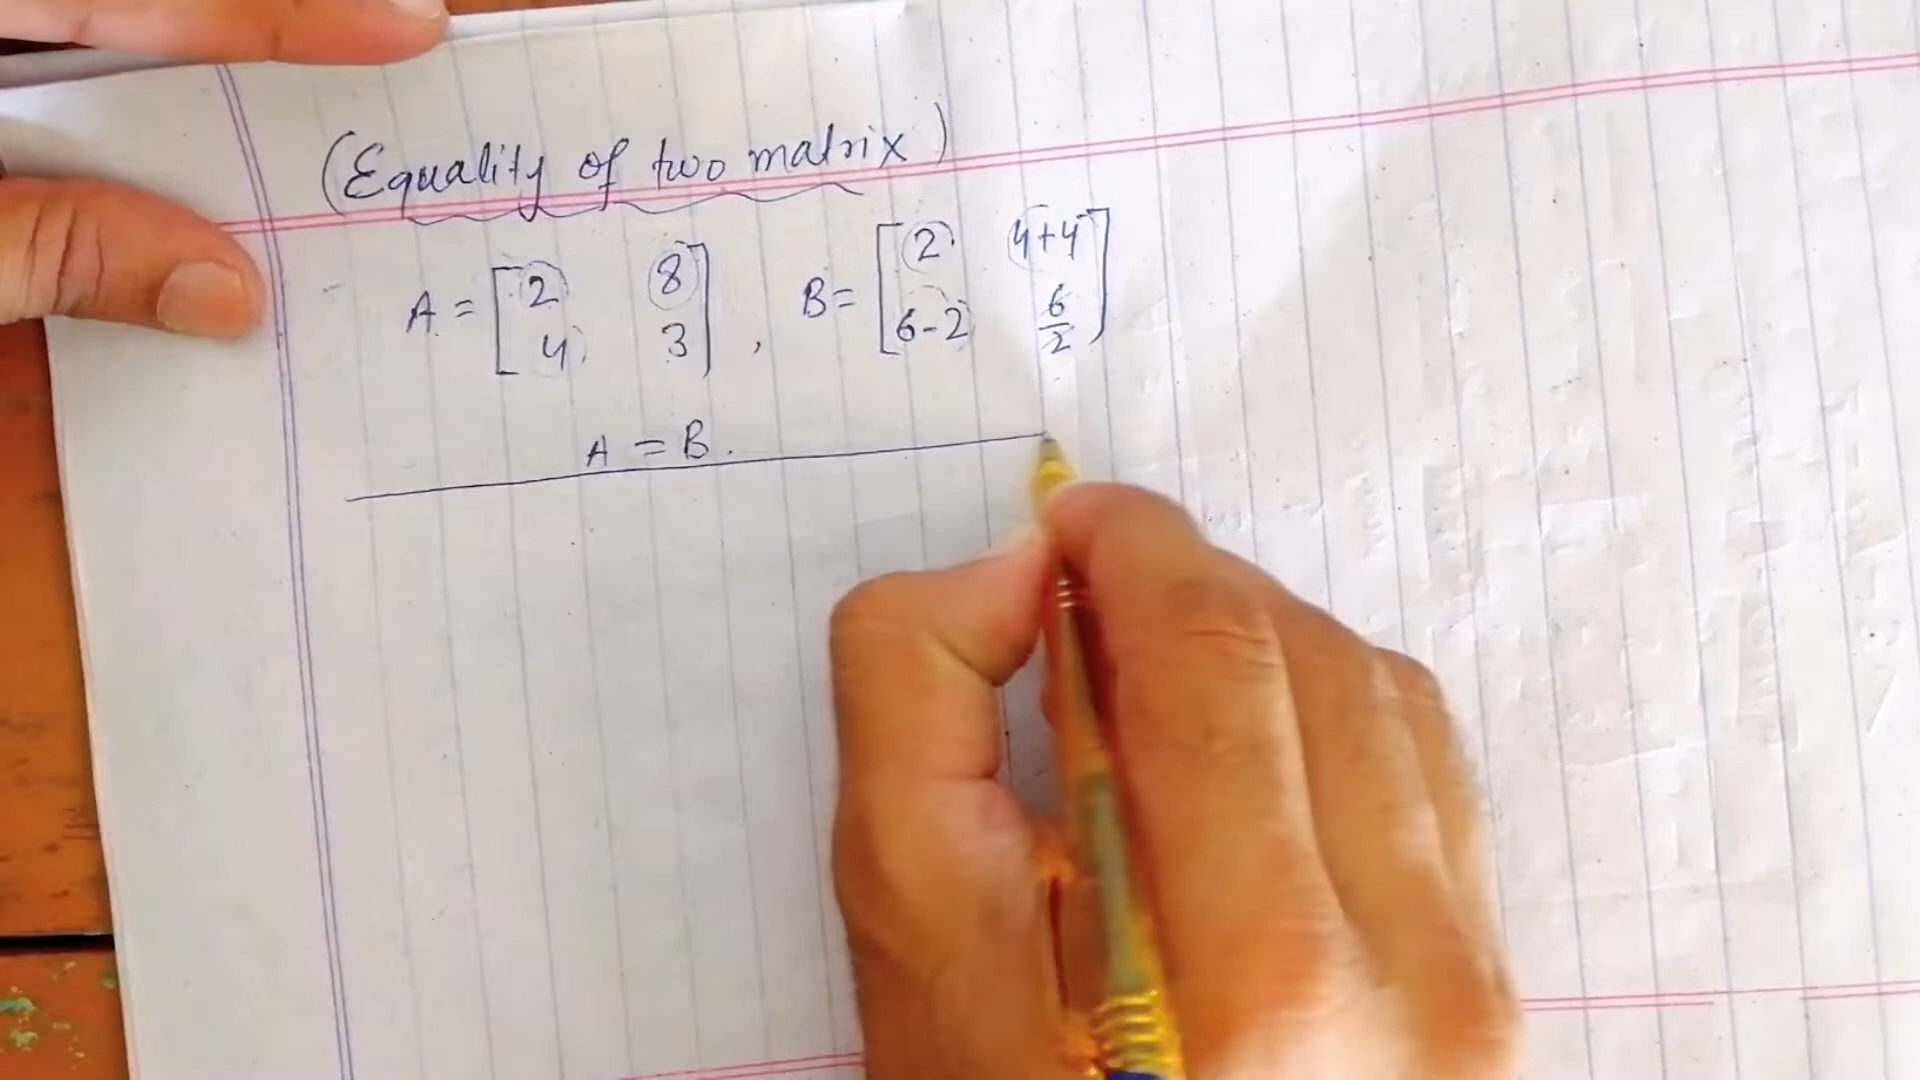 (Equality of two matrix)
A = [2 8
4 3] , B = [2 4+4
6-2 6/2]
A = B.